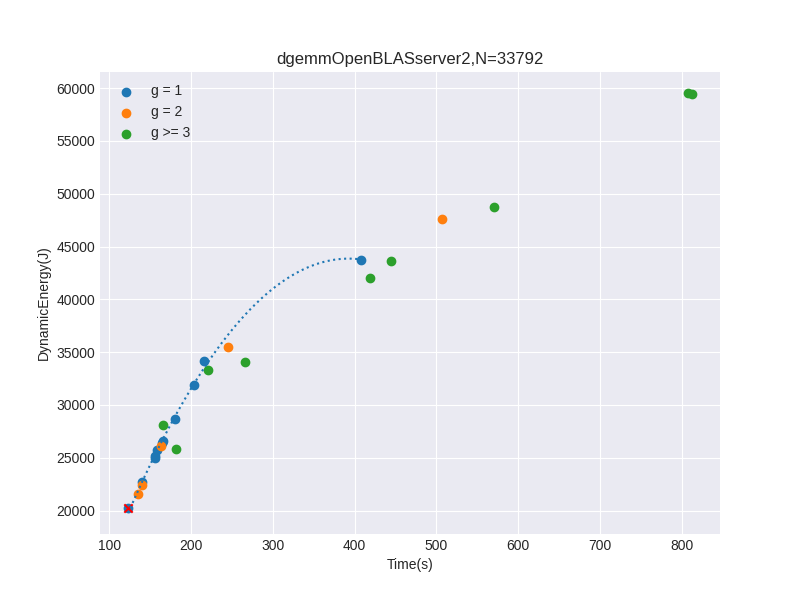 dgemmOpenBLASserver2,N=33792
g = 1
g = 2
g >= 3
DynamicEnergy(J)
60000
55000
50000
45000
40000
35000
30000
25000
20000
100 200 300 400 500 600 700 800
Time(s)